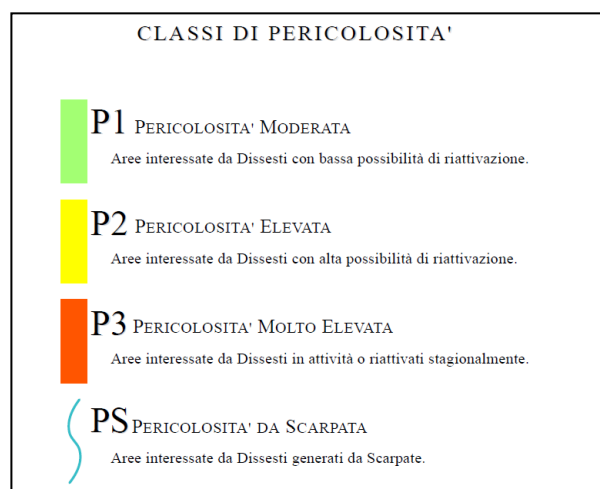 CLASSI DI PERICOLOSITA'
P1 PERICOLOSITA' MODERATA
Aree interessate da Dissesti con bassa possibilità di riattivazione.
P2 PERICOLOSITA' ELEVATA
Aree interessate da Dissesti con alta possibilità di riattivazione.
P3 PERICOLOSITA' MOLTO ELEVATA
Aree interessate da Dissesti in attività o riattivati stagionalmente.
PS PERICOLOSITA' DA SCARPATA
Aree interessate da Dissesti generati da Scarpate.